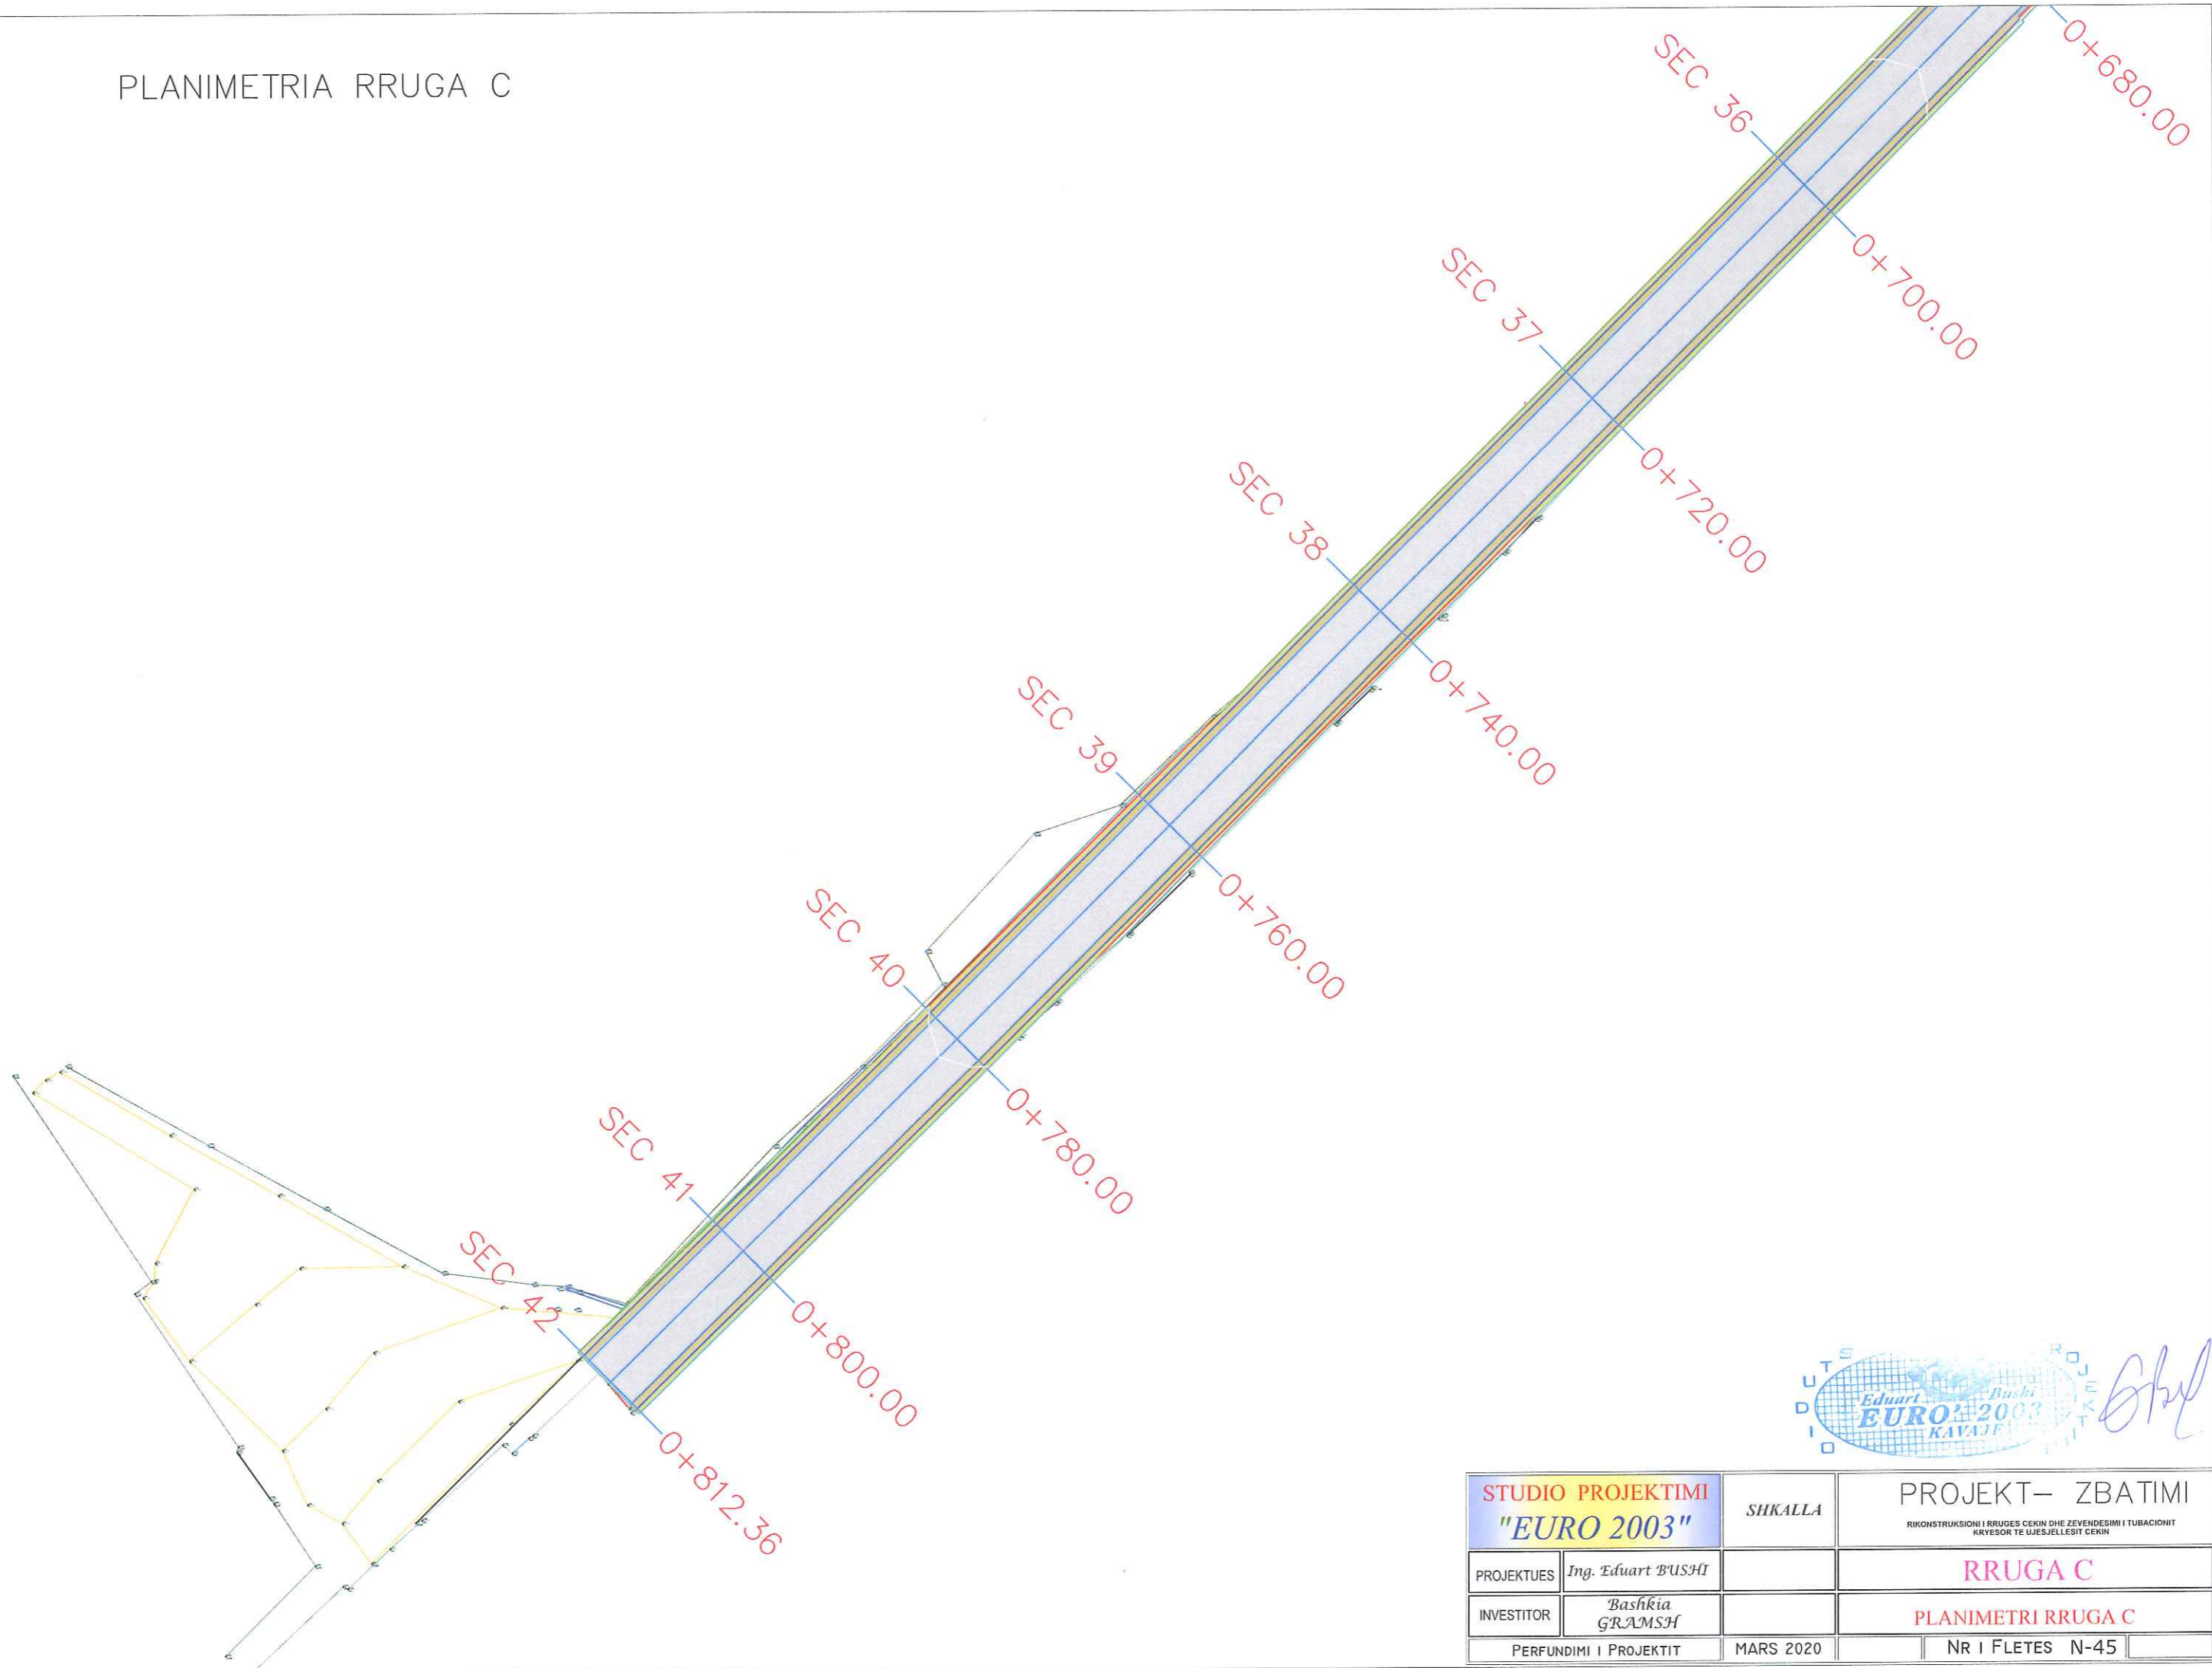 PLANIMETRIA RRUGA C
0+680.00
SEC 36
0+700.00
SEC 37
0+720.00
SEC 38
0+740.00
SEC 39
0+760.00
SEC 40
0+780.00
SEC 41
0+800.00
SEC 42
0+812.36
STUDIO
Eduart Bushi
EURO' 2003
KAVAJE
STUDIO PROJEKTIMI
"EURO 2003"
SHKALLA
PROJEKT- ZBATIMI
RIKONSTRUKSIONI I RRUGES CEKIN DHE ZEVENDESIMI I TUBACIONIT
KRYESOR TE UJESJELLESIT CEKIN
PROJEKTUES
Ing. Eduart BUSHI
RRUGA C
INVESTITOR
Bashkia
GRAMSH
PLANIMETRI RRUGA C
PERFUNDIMI I PROJEKTIT
MARS 2020
NR I FLETES N-45